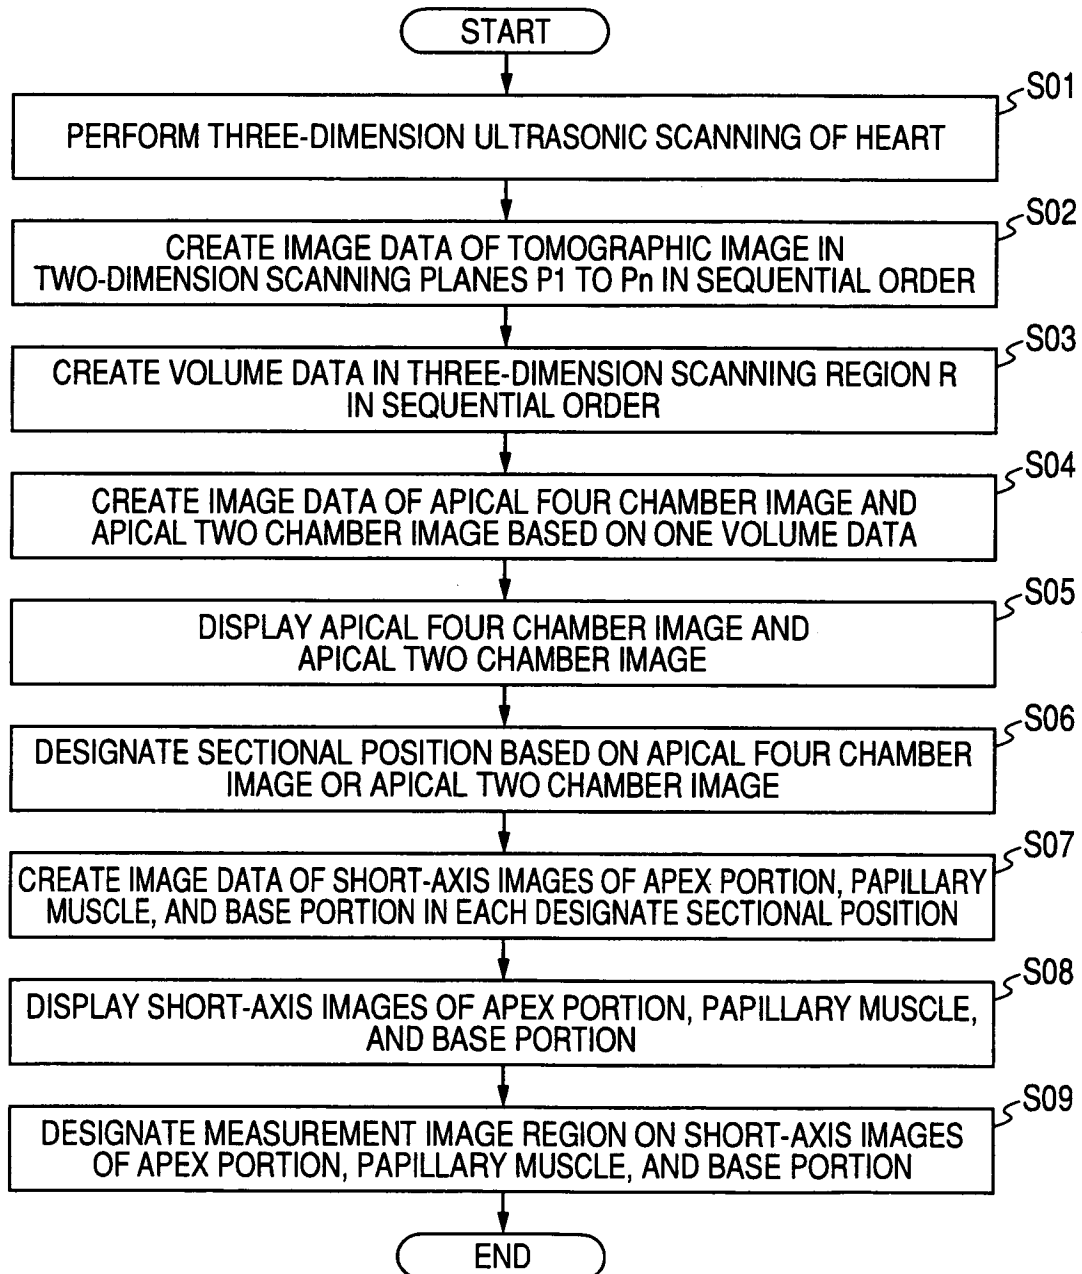 START
S01
PERFORM THREE-DIMENSION ULTRASONIC SCANNING OF HEART
S02
CREATE IMAGE DATA OF TOMOGRAPHIC IMAGE IN
TWO-DIMENSION SCANNING PLANES P1 TO Pn IN SEQUENTIAL ORDER
S03
CREATE VOLUME DATA IN THREE-DIMENSION SCANNING REGION R
IN SEQUENTIAL ORDER
S04
CREATE IMAGE DATA OF APICAL FOUR CHAMBER IMAGE AND
APICAL TWO CHAMBER IMAGE BASED ON ONE VOLUME DATA
S05
DISPLAY APICAL FOUR CHAMBER IMAGE AND
APICAL TWO CHAMBER IMAGE
S06
DESIGNATE SECTIONAL POSITION BASED ON APICAL FOUR CHAMBER
IMAGE OR APICAL TWO CHAMBER IMAGE
S07
CREATE IMAGE DATA OF SHORT-AXIS IMAGES OF APEX PORTION, PAPILLARY
MUSCLE, AND BASE PORTION IN EACH DESIGNATE SECTIONAL POSITION
S08
DISPLAY SHORT-AXIS IMAGES OF APEX PORTION, PAPILLARY MUSCLE,
AND BASE PORTION
S09
DESIGNATE MEASUREMENT IMAGE REGION ON SHORT-AXIS IMAGES
OF APEX PORTION, PAPILLARY MUSCLE, AND BASE PORTION
END